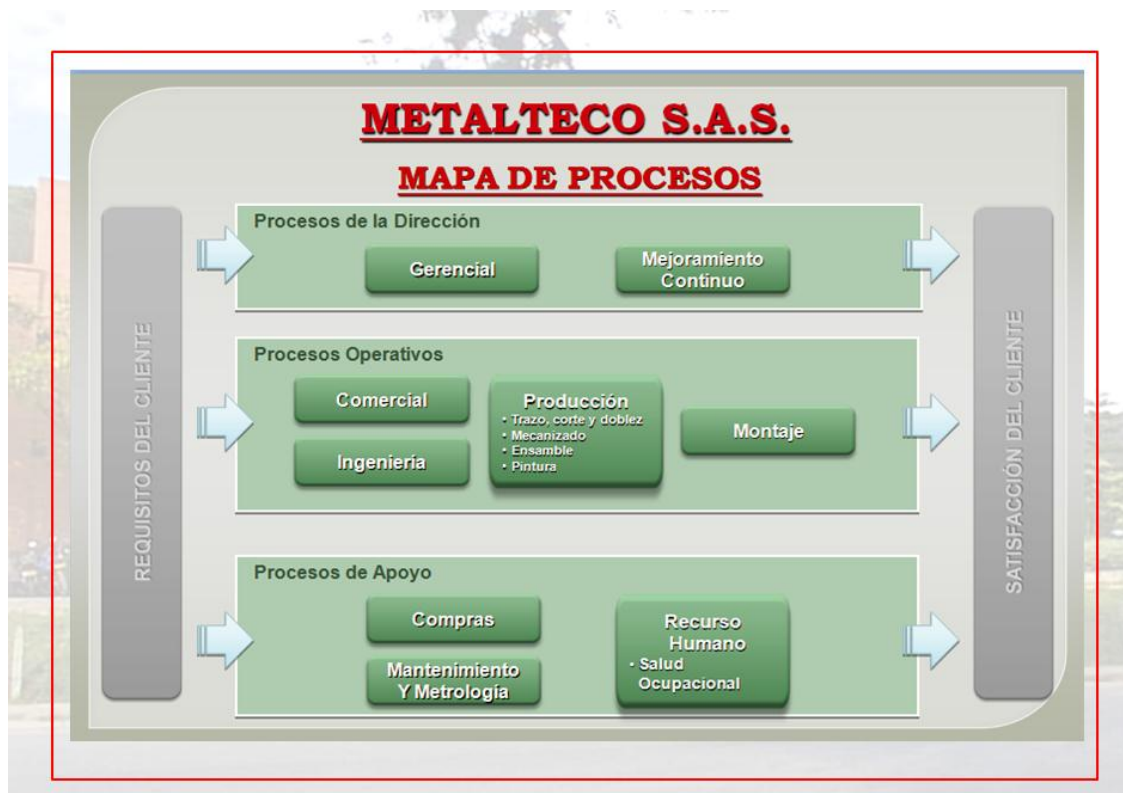 METALTECO S.A.S.
MAPA DE PROCESOS
REQUISITOS DEL CLIENTE
Procesos de la Dirección
Gerencial
Mejoramiento
Continuo
Procesos Operativos
Comercial
Ingeniería
Producción
• Trazo, corte y doblez
• Mecanizado
• Ensamble
• Pintura
Montaje
Procesos de Apoyo
Compras
Mantenimiento
Y Metrología
Recurso
Humano
• Salud
Ocupacional
SATISFACCIÓN DEL CLIENTE